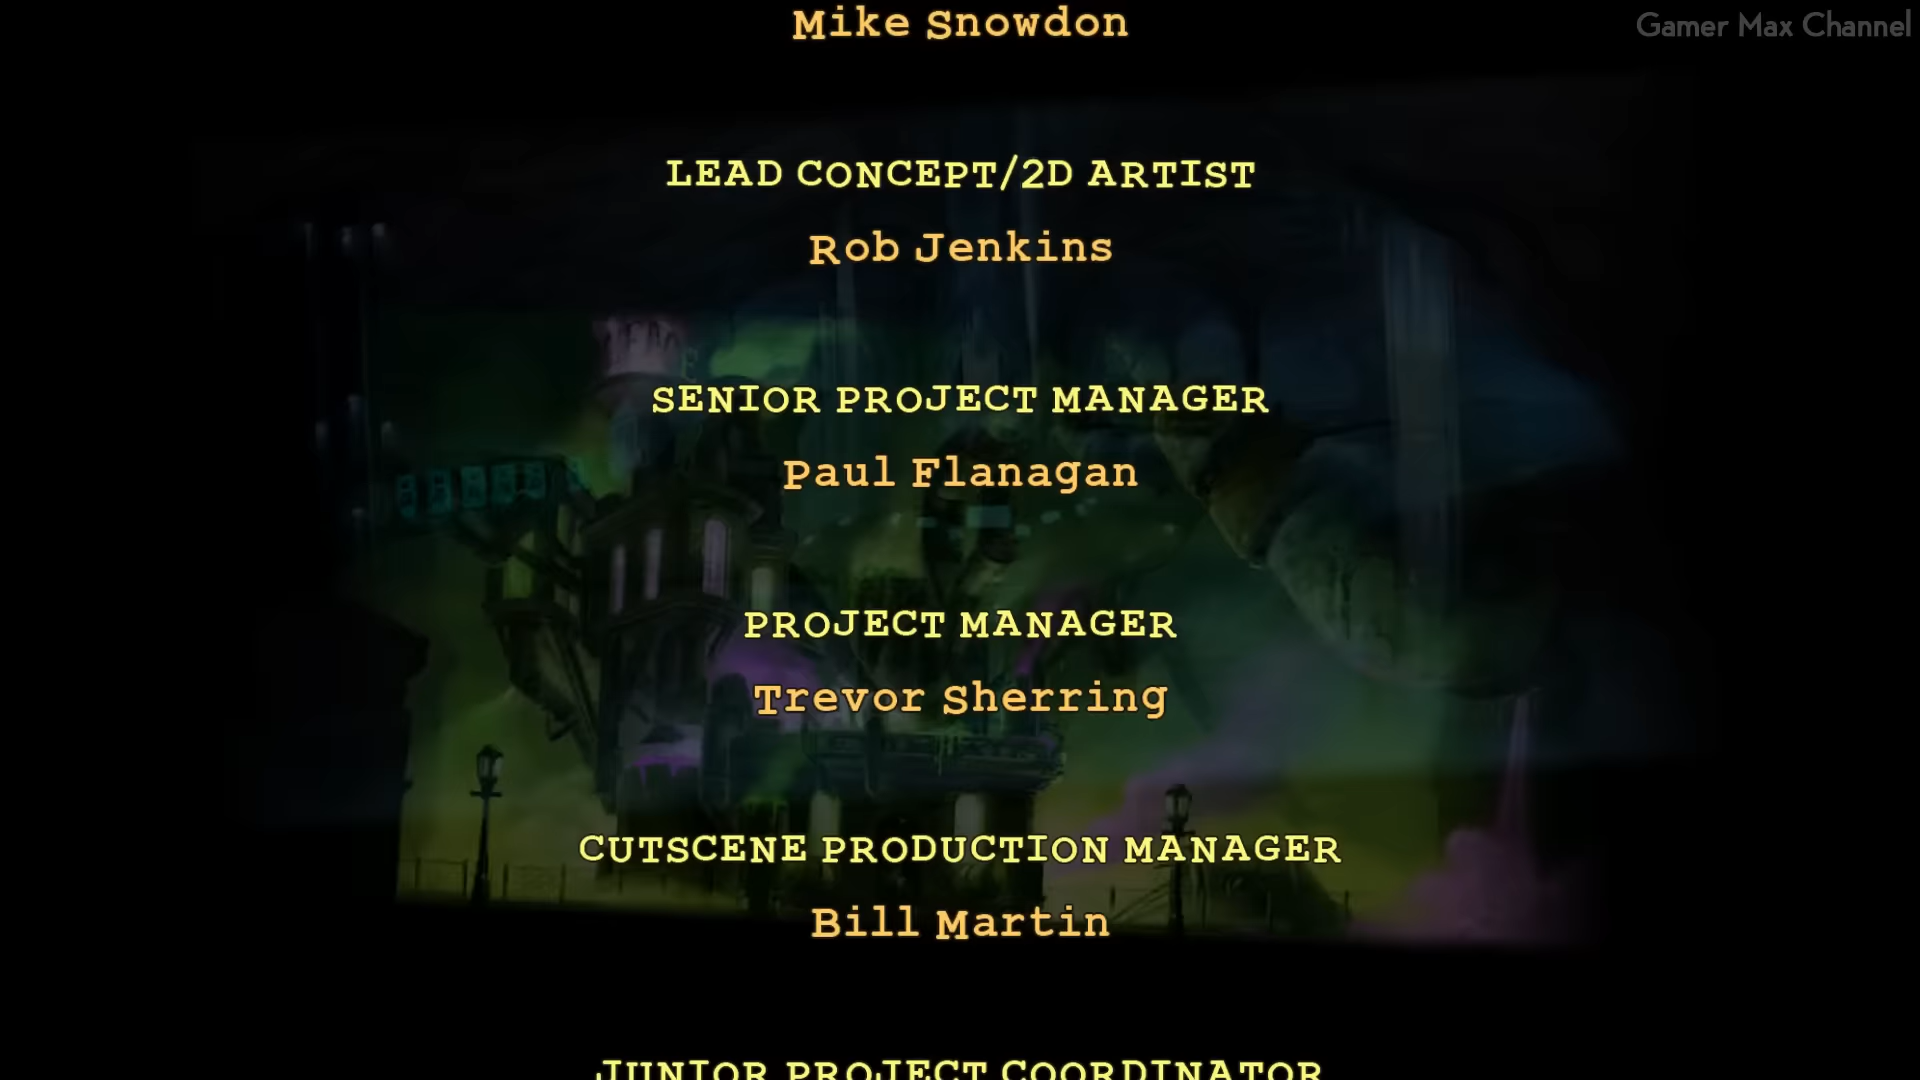 Mike Snowdon
Gamer Max Channel
LEAD CONCEPT/2D ARTIST
Rob Jenkins
SENIOR PROJECT MANAGER
Paul Flanagan
PROJECT MANAGER
Trevor Sherring
CUTSCENE PRODUCTION MANAGER
Bill Martin
JUNIOR PROJECT COORDINATOR